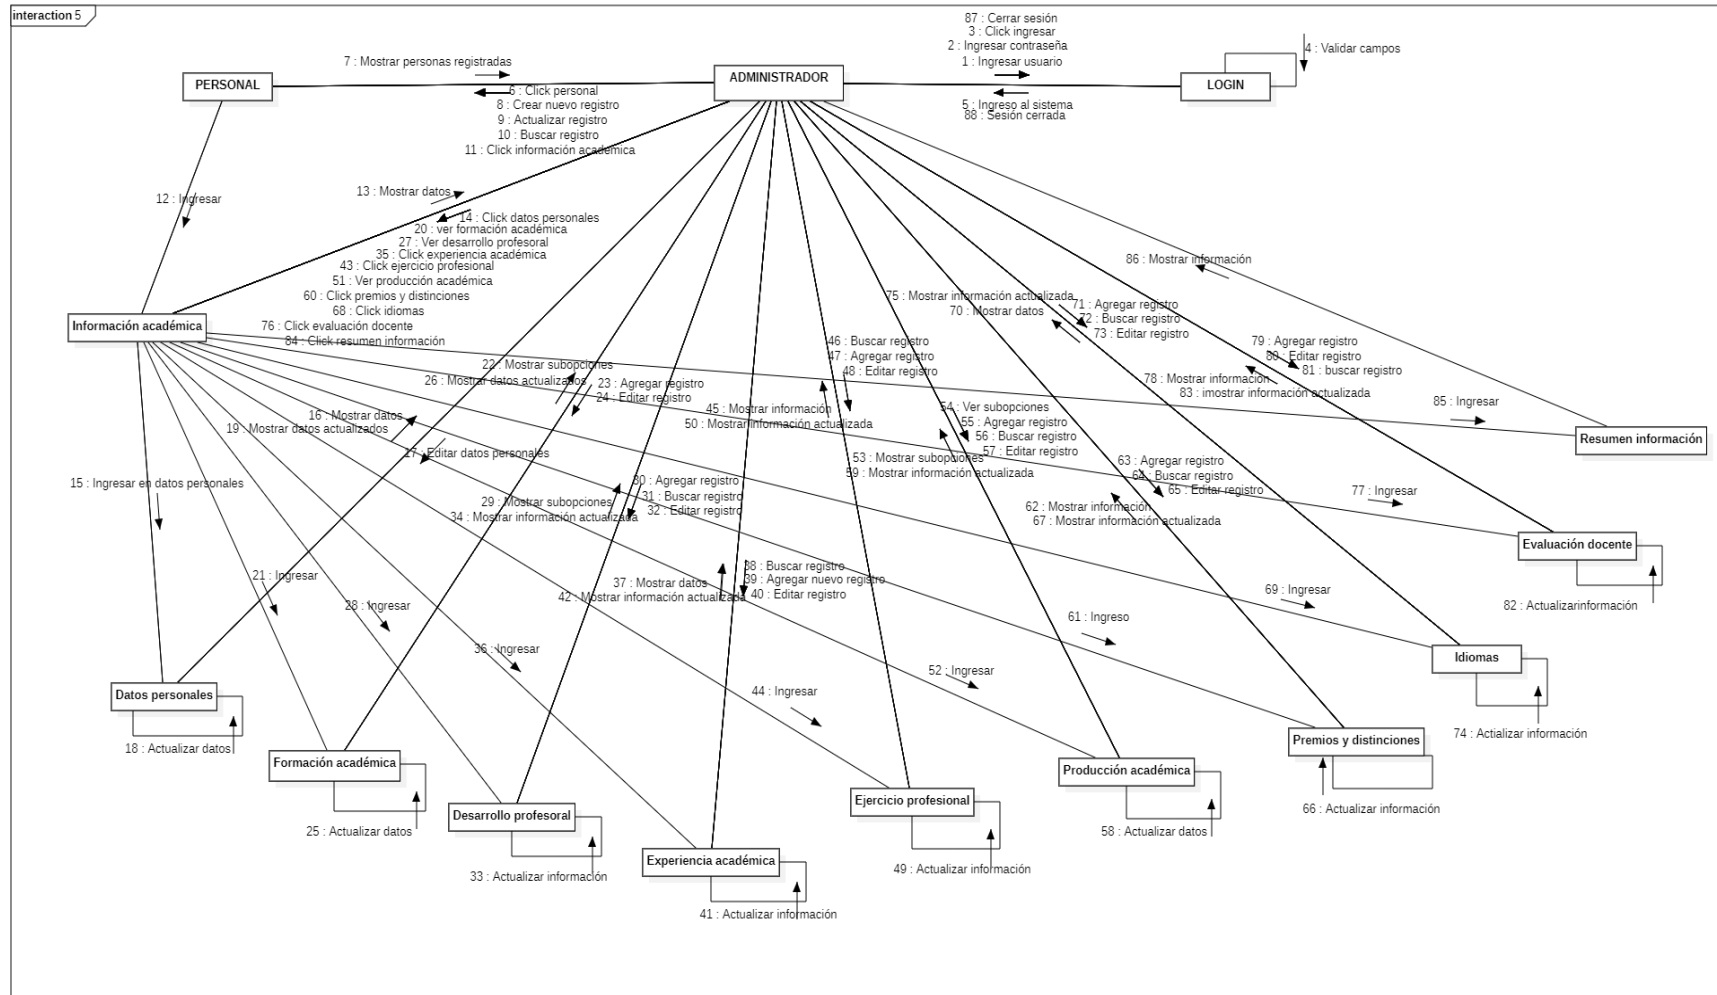 interaction 5
87 : Cerrar sesión
3 : Click ingresar
2 : Ingresar contraseña
1 : Ingresar usuario
4 : Validar campos
7 : Mostrar personas registradas
PERSONAL
ADMINISTRADOR
LOGIN
6 : Click personal
8 : Crear nuevo registro
9 : Actualizar registro
10 : Buscar registro
11 : Click información academica
5 : Ingreso al sistema
88 : Sesión cerrada
12 : Ingresar
13 : Mostrar datos
14 : Click datos personales
20 : ver formación académica
27 : Ver desarrollo profesoral
35 : Click experiencia académica
43 : Click ejercicio profesional
51 : Ver producción académica
60 : Click premios y distinciones
68 : Click idiomas
76 : Click evaluación docente
84 : Click resumen información
Información académica
86 : Mostrar información
75 : Mostrar información actualizada
70 : Mostrar datos
71 : Agregar registro
72 : Buscar registro
73 : Editar registro
46 : Buscar registro
47 : Agregar registro
48 : Editar registro
79 : Agregar registro
80 : Editar registro
81 : buscar registro
22 : Mostrar subopciones
26 : Mostrar datos actualizados
23 : Agregar registro
24 : Editar registro
78 : Mostrar información
83 : imostrar información actualizada
85 : Ingresar
45 : Mostrar información
50 : Mostrar información actualizada
54 : Ver subopciones
55 : Agregar registro
56 : Buscar registro
57 : Editar registro
16 : Mostrar datos
19 : Mostrar datos actualizados
17 : Editar datos personales
Resumen información
53 : Mostrar subopciones
59 : Mostrar información actualizada
63 : Agregar registro
64 : Buscar registro
65 : Editar registro
15 : Ingresar en datos personales
30 : Agregar registro
31 : Buscar registro
32 : Editar registro
29 : Mostrar subopciones
34 : Mostrar información actualizada
62 : Mostrar información
67 : Mostrar información actualizada
77 : Ingresar
Evaluación docente
82 : Actualizarinformación
21 : Ingresar
28 : Ingresar
37 : Mostrar datos
42 : Mostrar información actualizada
38 : Buscar registro
39 : Agregar nuevo registro
40 : Editar registro
69 : Ingresar
61 : Ingreso
36 : Ingresar
52 : Ingresar
44 : Ingresar
Idiomas
74 : Actializar información
Datos personales
18 : Actualizar datos
Formación académica
25 : Actualizar datos
Desarrollo profesoral
33 : Actualizar información
Experiencia académica
41 : Actualizar información
Ejercicio profesional
49 : Actualizar información
Producción académica
58 : Actualizar datos
Premios y distinciones
66 : Actualizar información